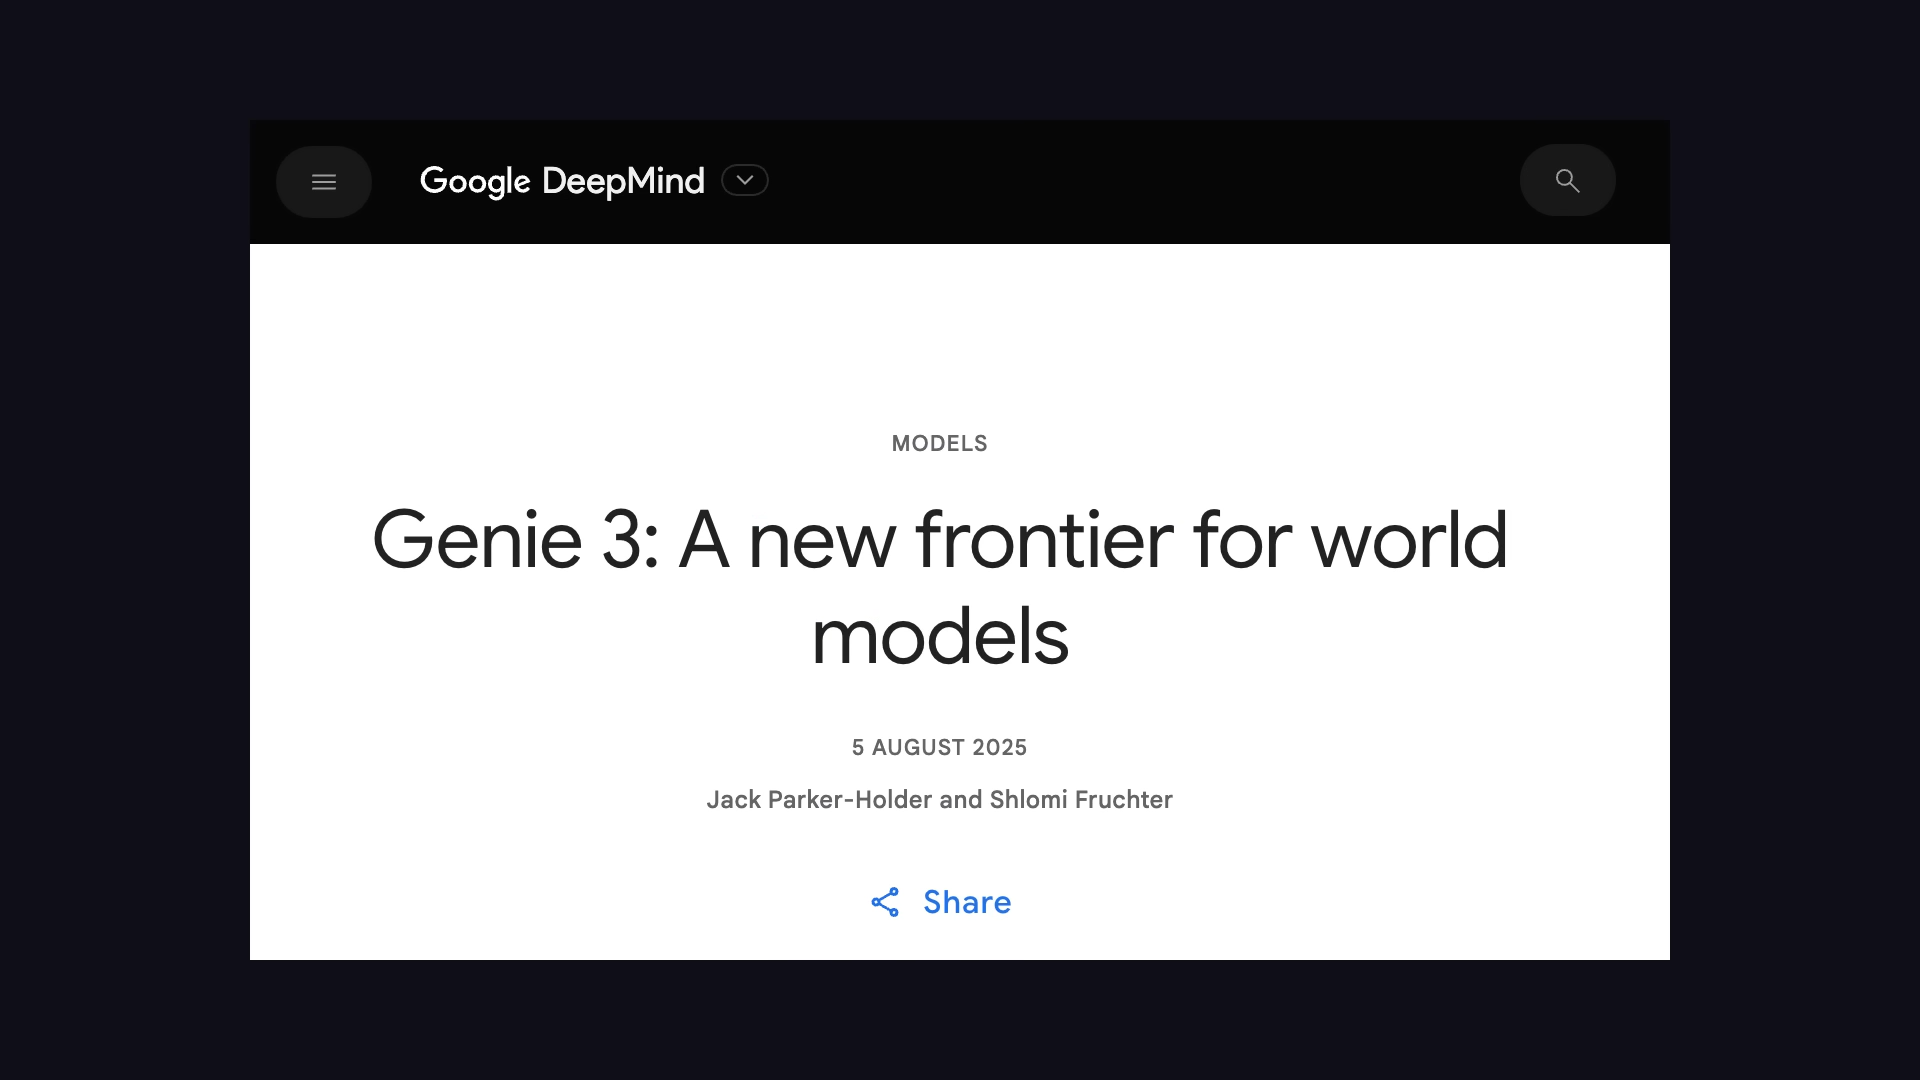 Google DeepMind
MODELS
Genie 3: A new frontier for world
models
5 AUGUST 2025
Jack Parker-Holder and Shlomi Fruchter
Share